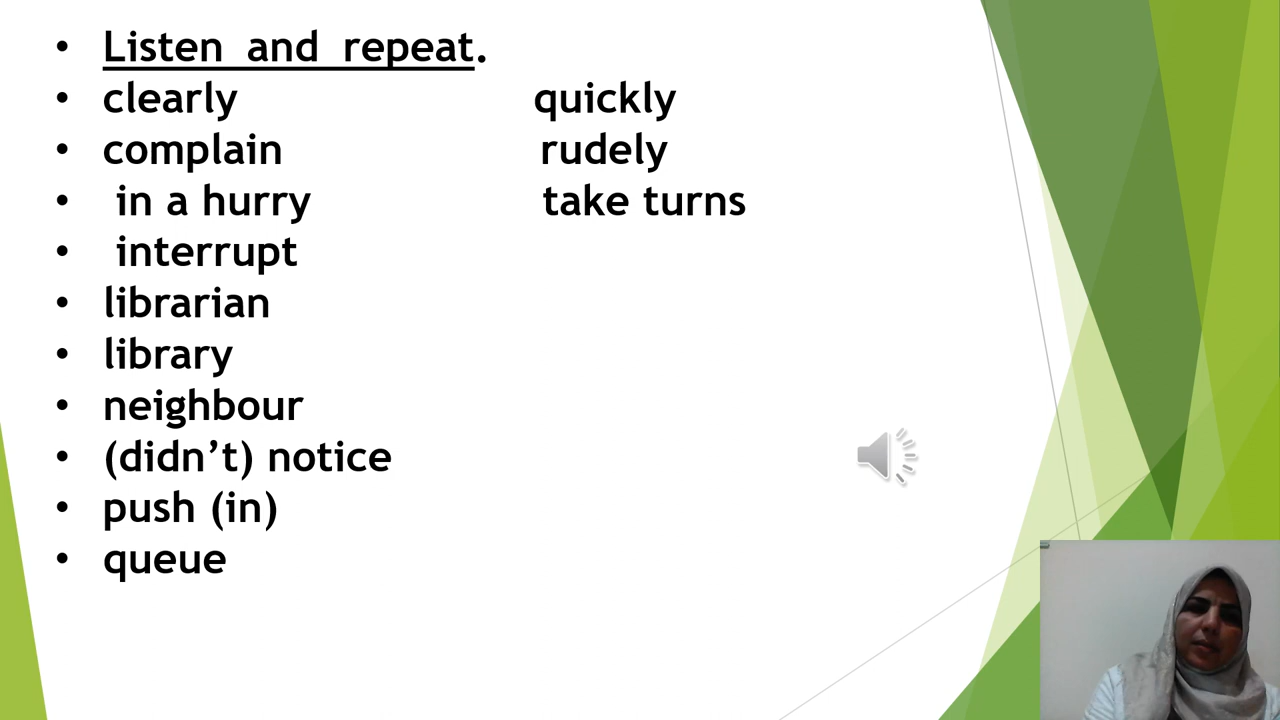 • Listen and repeat.
• clearly quickly
• complain rudely
• in a hurry take turns
• interrupt
• librarian
• library
• neighbour
• (didn’t) notice
• push (in)
• queue